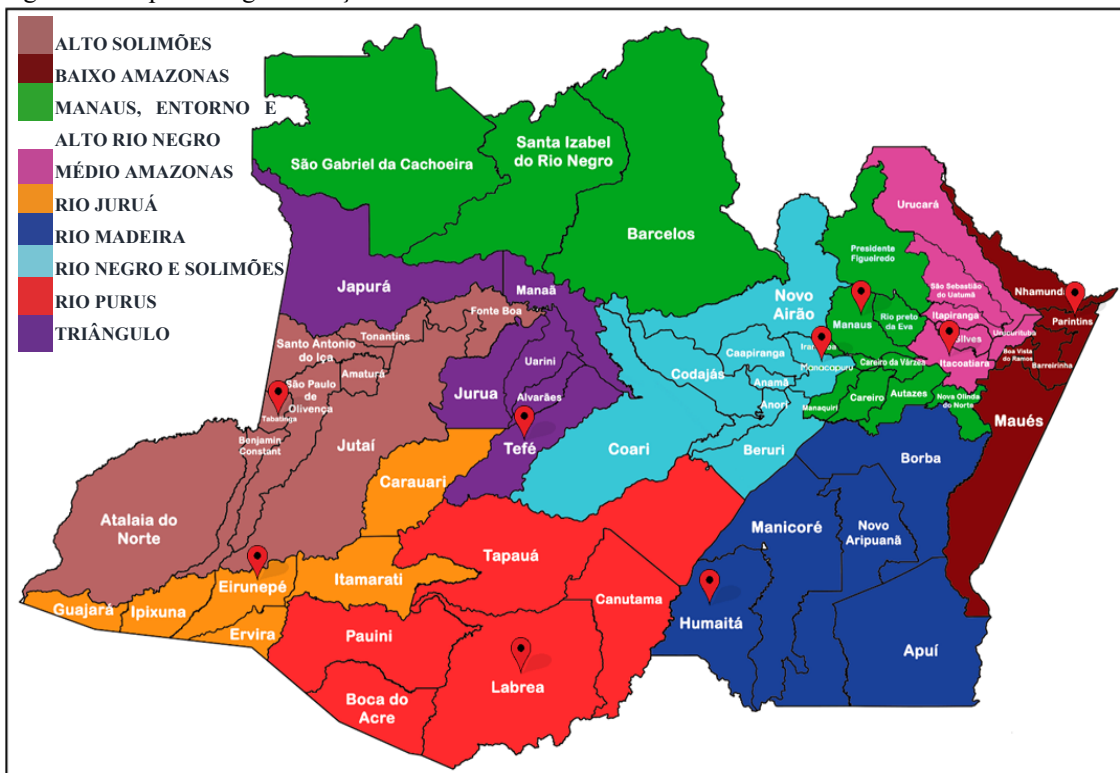 ALTO SOLIMÕES
BAIXO AMAZONAS
MANAUS, ENTORNO E
ALTO RIO NEGRO
MÉDIO AMAZONAS
RIO JURUÁ
RIO MADEIRA
RIO NEGRO E SOLIMÕES
RIO PURUS
TRIÂNGULO
São Gabriel da Cachoeira
Santa Izabel
do Rio Negro
Barcelos
Urucará
Presidente
Figueiredo
Japurá
Manaã
Novo
Airão
São Sebastião
do Uatumã
Nhamund
Fonte Boa
Tonantins
Santo Antonio
do Iça
Manaus
Rio preto
da Eva
Itapiranga
Parintins
Silves
Boa Vista
do Ramos
Barreirinha
Itacoatiara
Uarini
Caapiranga
Manacapuru
Careiro da Várzea
Amaturá
Codajás
Anamã
São Paulo
de
Olivença
Jurua
Alvarães
Anori
Manaquiri
Careiro
Autazes
Nova Olinda
do Norta
Maués
Tabatinga
Benjamin
Constant
Jutaí
Tefé
Coari
Beruri
Borba
Carauari
Atalaia do
Norte
Manicoré
Novo
Aripuanã
Tapauá
Eirunepé
Itamarati
Guajará
Ipixuna
Canutama
Ervira
Pauini
Humaitá
Apuí
Labrea
Boca do
Acre